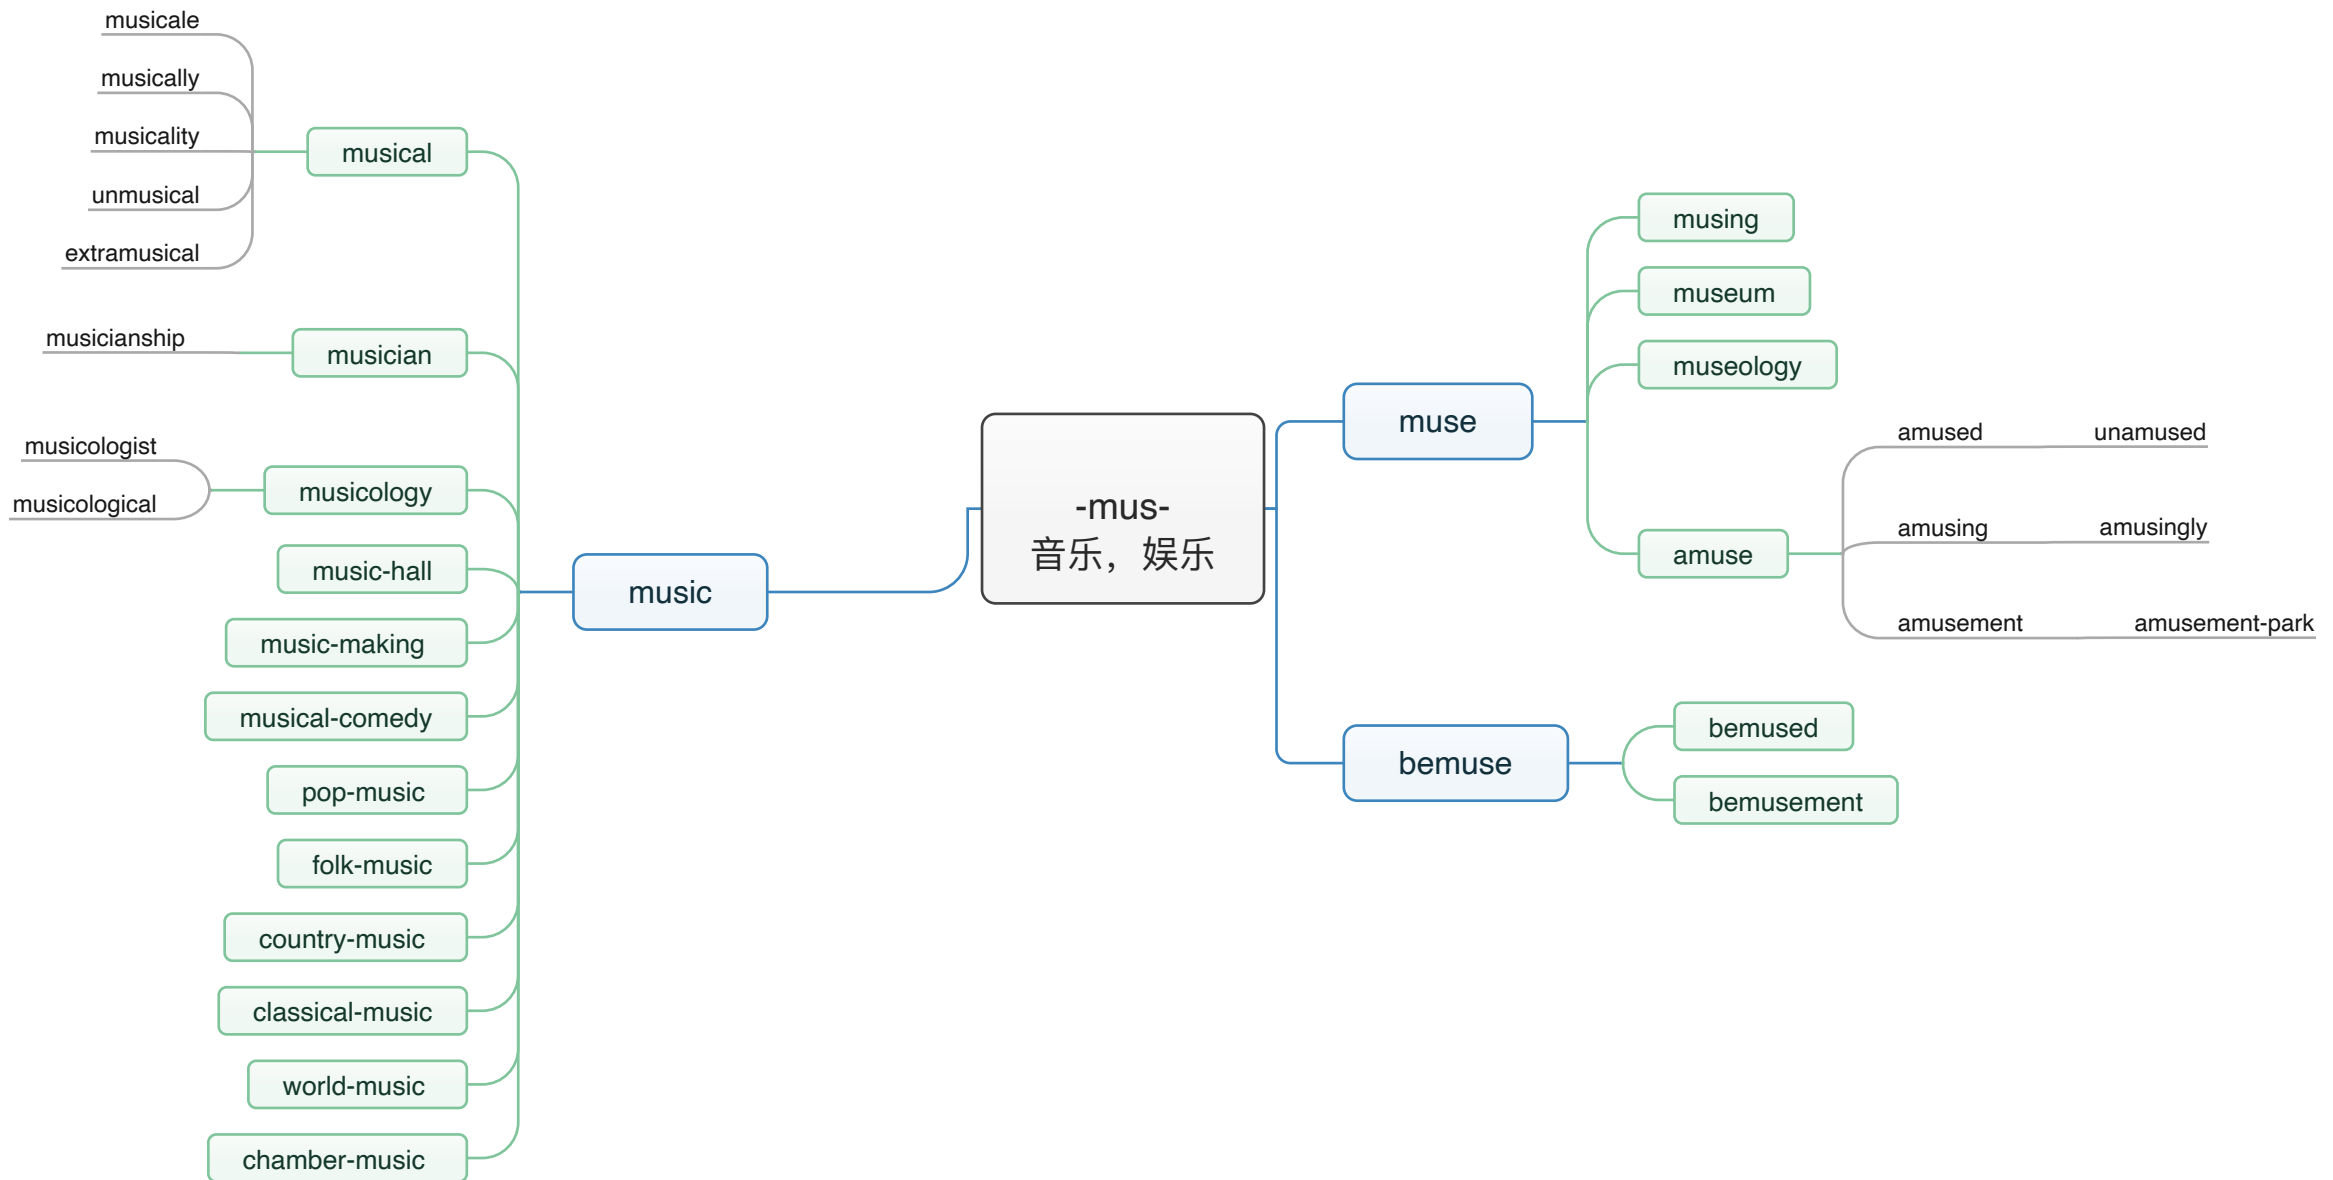 musicale
musically
musicality
unmusical
extramusical
musical
musicianship
musician
musicologist
musicological
musicology
music-hall
music-making
musical-comedy
pop-music
folk-music
country-music
classical-music
world-music
chamber-music
music
-mus-
音乐，娱乐
muse
musing
museum
museology
amuse
amused
unamused
amusing
amusingly
amusement
amusement-park
bemuse
bemused
bemusement